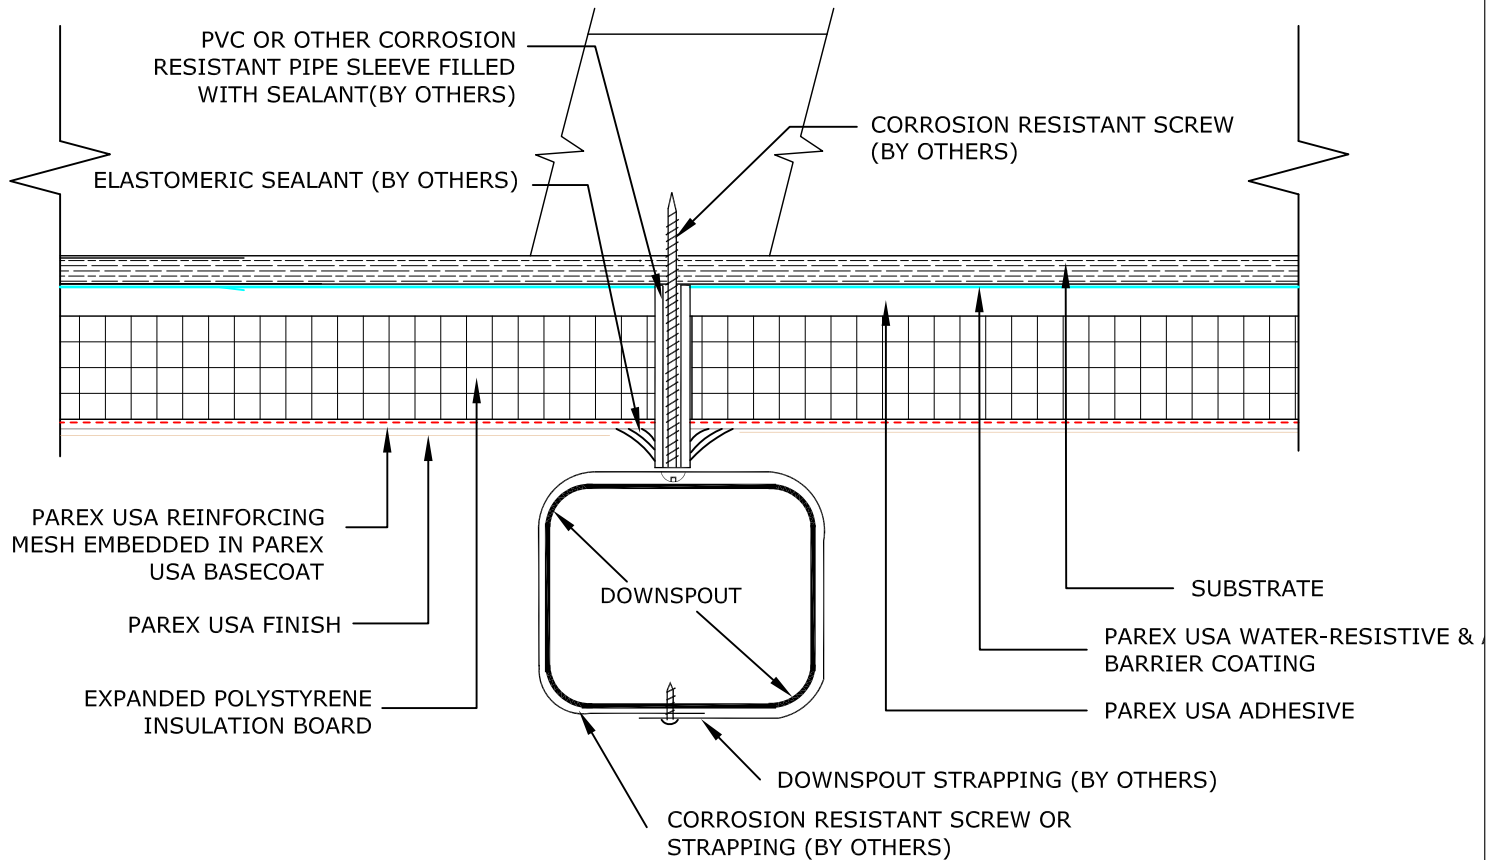 PVC OR OTHER CORROSION
RESISTANT PIPE SLEEVE FILLED
WITH SEALANT(BY OTHERS)
CORROSION RESISTANT SCREW
(BY OTHERS)
ELASTOMERIC SEALANT (BY OTHERS)
PAREX USA REINFORCING
MESH EMBEDDED IN PAREX
USA BASECOAT
PAREX USA FINISH
EXPANDED POLYSTYRENE
INSULATION BOARD
DOWNSPOUT
SUBSTRATE
PAREX USA WATER-RESISTIVE &
BARRIER COATING
PAREX USA ADHESIVE
DOWNSPOUT STRAPPING (BY OTHERS)
CORROSION RESISTANT SCREW OR
STRAPPING (BY OTHERS)